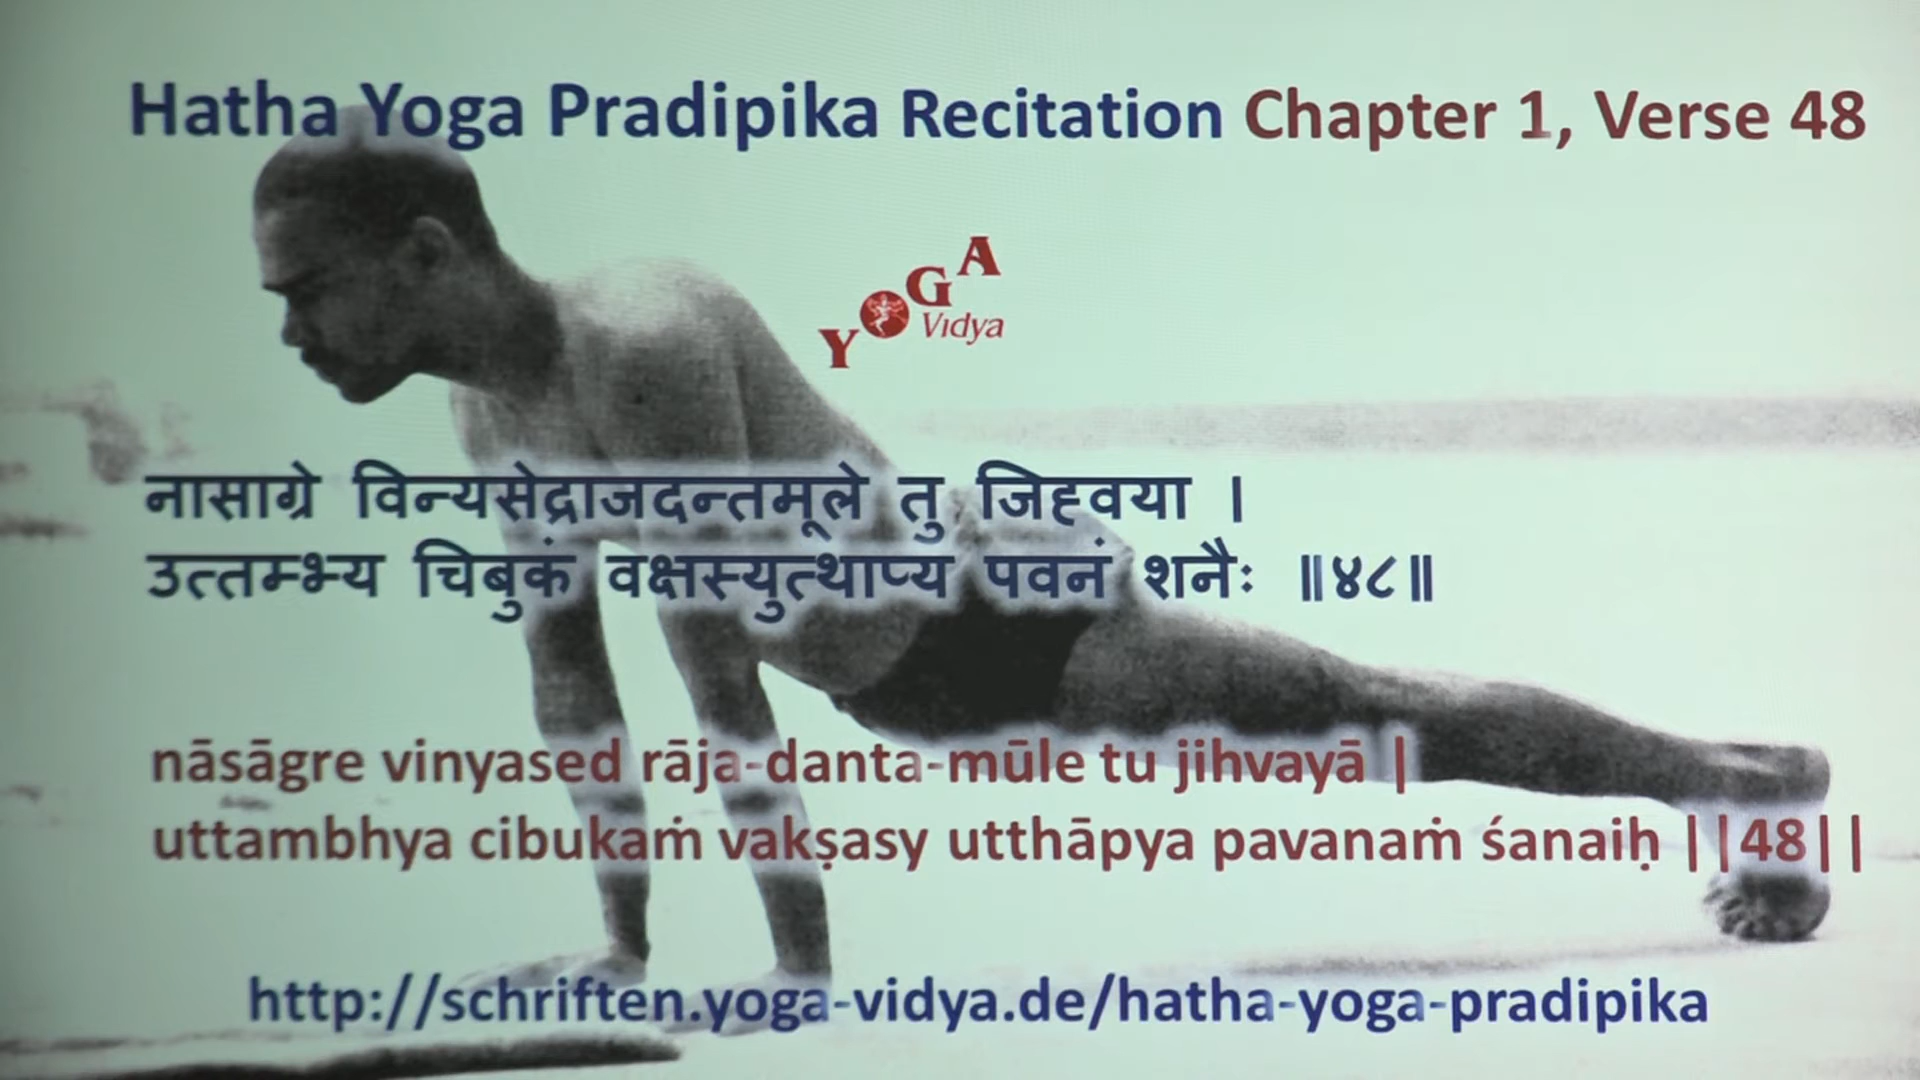 Hatha Yoga Pradipika Recitation Chapter 1, Verse 48
YOGA
Vidya
नासाग्रे विन्यसेद्राजदन्तमूले तु जिह्वया ।
उत्तम्भ्य चिबुकं वक्षस्युत्थाप्य पवनं शनैः ॥४८॥
nāsāgre vinyased rāja-danta-mūle tu jihvayā |
uttambhya cibukaṁ vakṣasy utthāpya pavanaṁ śanaiḥ ||48||
http://schriften.yoga-vidya.de/hatha-yoga-pradipika